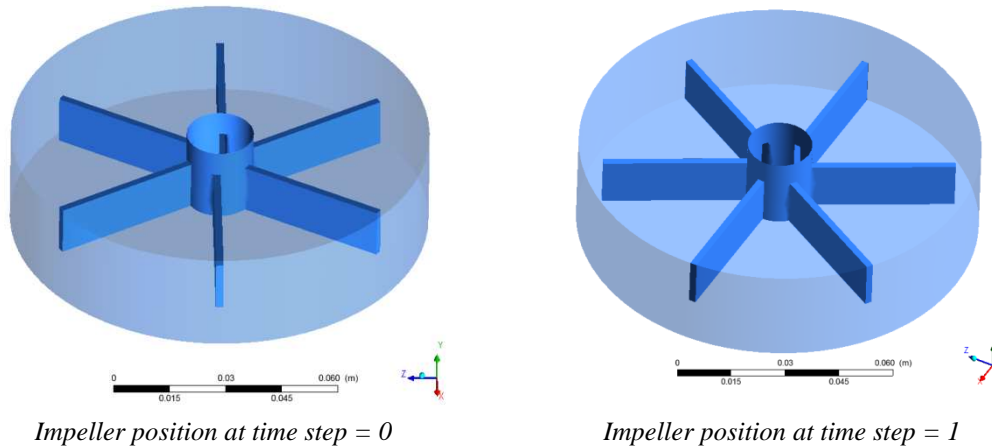 0 0.03 0.060 (m)
0.015 0.045
Y
Z
X
Impeller position at time step = 0
0 0.03 0.060 (m)
0.015 0.045
Z
X
Impeller position at time step = 1